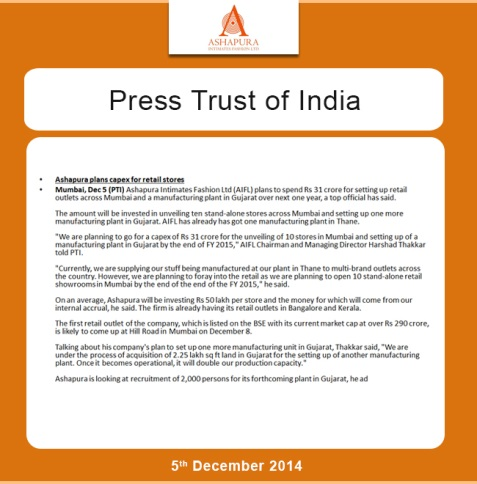 ASHAPURA
INTIMATES FASHION LTD
Press Trust of India
• Ashapura plans capex for retail stores
• Mumbai, Dec 5 (PTI) Ashapura Intimates Fashion Ltd (AIFL) plans to spend Rs 31 crore for setting up retail
outlets across Mumbai and a manufacturing plant in Gujarat over next one year, a top official has said.
The amount will be invested in unveiling ten stand-alone stores across Mumbai and setting up one more
manufacturing plant in Gujarat. AIFL has already has got one manufacturing plant in Thane.
"We are planning to go for a capex of Rs 31 crore for the unveiling of 10 stores in Mumbai and setting up of a
manufacturing plant in Gujarat by the end of FY 2015," AIFL Chairman and Managing Director Harshad Thakkar
told PTI.
"Currently, we are supplying our stuff being manufactured at our plant in Thane to multi-brand outlets across
the country. However, we are planning to foray into the retail as we are planning to open 10 stand-alone retail
showrooms in Mumbai by the end of the end of the FY 2015," he said.
On an average, Ashapura will be investing Rs 50 lakh per store and the money for which will come from our
internal accrual, he said. The firm is already having its retail outlets in Bangalore and Kerala.
The first retail outlet of the company, which is listed on the BSE with its current market cap at over Rs 290 crore,
is likely to come up at Hill Road in Mumbai on December 8.
Talking about his company's plan to set up one more manufacturing unit in Gujarat, Thakkar said, "We are
under the process of acquisition of 2.25 lakh sq ft land in Gujarat for the setting up of another manufacturing
plant. Once it becomes operational, it will double our production capacity."
Ashapura is looking at recruitment of 2,000 persons for its forthcoming plant in Gujarat, he ad
5th December 2014